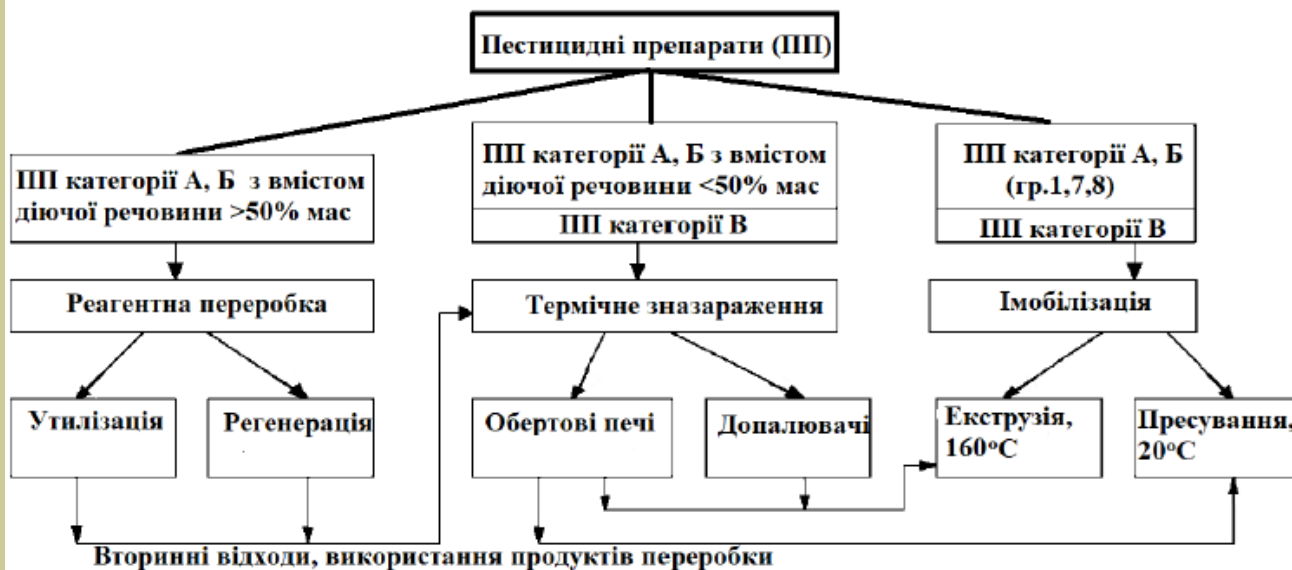 Пестицидні препарати (ПП)
ПП категорії А, Б з вмістом
діючої речовини >50% мас
ПП категорії А, Б з вмістом
діючої речовини <50% мас
ПП категорії В
ПП категорії А, Б
(гр.1,7,8)
ПП категорії В
Реагентна переробка
Термічне знazараження
Імобілізація
Утилізація
Регенерація
Обертові печі
Допалювачі
Екструзія,
160°С
Пресування,
20°С
Вторинні відходи, використання продуктів переробки